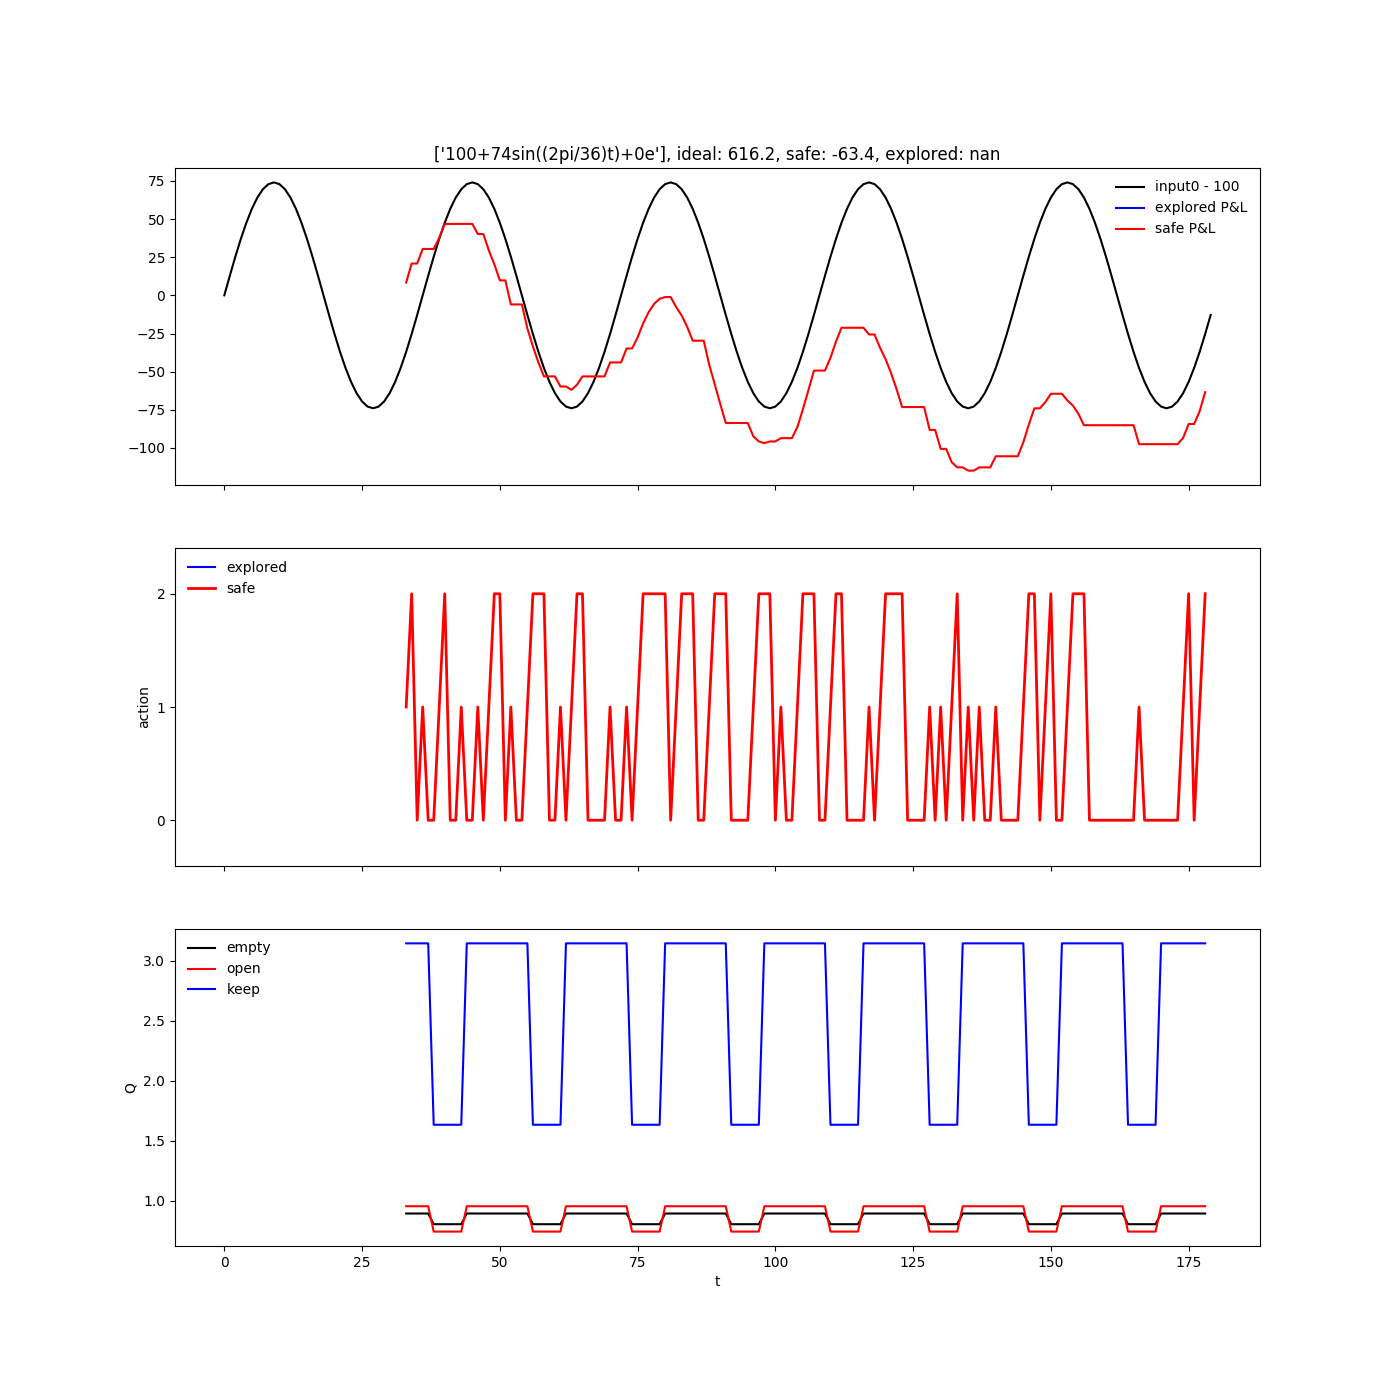 ['100+74sin((2pi/36)t)+0e'], ideal: 616.2, safe: -63.4, explored: nan
75
50
25
0
−25
−50
−75
−100
input0 - 100
explored P&L
safe P&L
explored
safe
2
1
0
action
empty
open
keep
3.0
2.5
2.0
1.5
1.0
Q
0
25
50
75
100
125
150
175
t